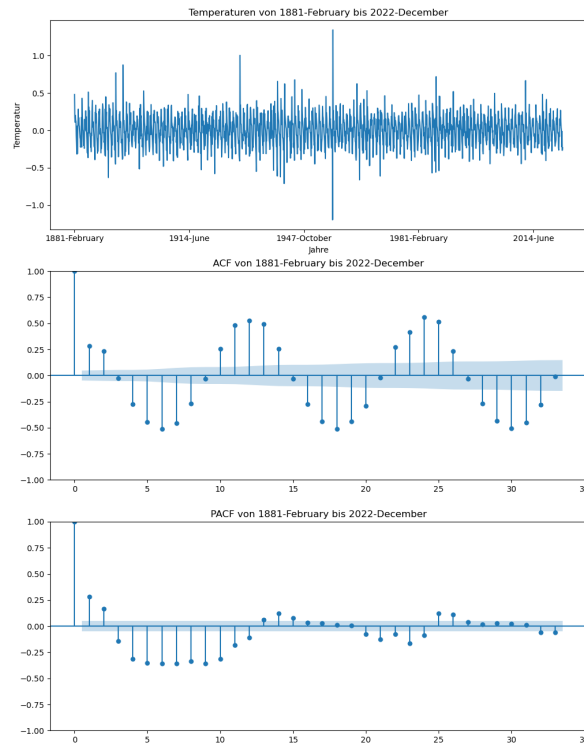 Temperaturen von 1881-February bis 2022-December
1.0
0.5
0.0
−0.5
−1.0
Temperatur
1881-February 1914-June 1947-October 1981-February 2014-June
Jahre
ACF von 1881-February bis 2022-December
1.00
0.75
0.50
0.25
0.00
−0.25
−0.50
−0.75
−1.00
0 5 10 15 20 25 30
PACF von 1881-February bis 2022-December
1.00
0.75
0.50
0.25
0.00
−0.25
−0.50
−0.75
−1.00
0 5 10 15 20 25 30